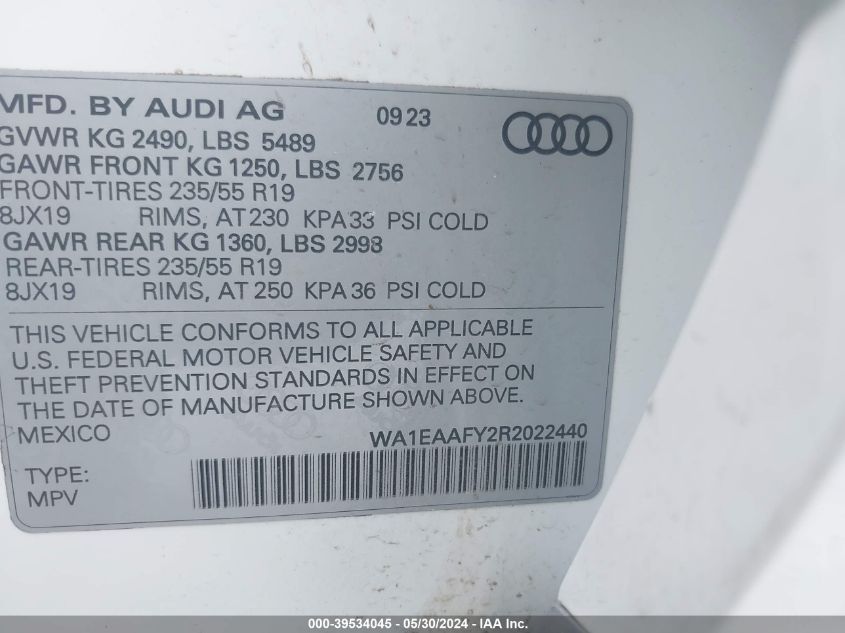 MFD. BY AUDI AG 09 23
GVWR KG 2490, LBS 5489
GAWR FRONT KG 1250, LBS 2756
FRONT-TIRES 235/55 R19
8JX19 RIMS, AT 230 KPA 33 PSI COLD
GAWR REAR KG 1360, LBS 2998
REAR-TIRES 235/55 R19
8JX19 RIMS, AT 250 KPA 36 PSI COLD
THIS VEHICLE CONFORMS TO ALL APPLICABLE
U.S. FEDERAL MOTOR VEHICLE SAFETY AND
THEFT PREVENTION STANDARDS IN EFFECT ON
THE DATE OF MANUFACTURE SHOWN ABOVE.
MEXICO WA1EAAFY2R2022440
TYPE:
MPV
000-39534045 - 05/30/2024 - IAA Inc.